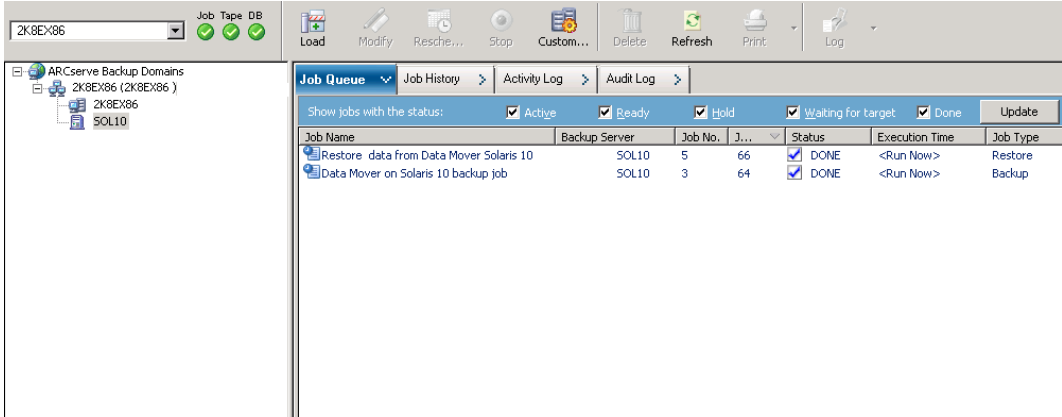 Job Tape DB
2K8EX86
Load Modify Resche... Stop Custom... Delete Refresh Print Log
ARCserve Backup Domains
2K8EX86 (2K8EX86 )
2K8EX86
SOL10
Job Queue Job History Activity Log Audit Log
Show jobs with the status: Active Ready Hold Waiting for target Done Update
Job Name Backup Server Job No. J... Status Execution Time Job Type
Restore data from Data Mover Solaris 10 SOL10 5 66 DONE <Run Now> Restore
Data Mover on Solaris 10 backup job SOL10 3 64 DONE <Run Now> Backup